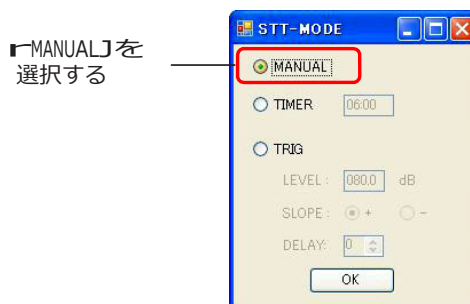 STT-MODE
「MANUAL」を
選択する
MANUAL
TIMER 06:00
TRIG
LEVEL : 080.0 dB
SLOPE : + -
DELAY: 0
OK